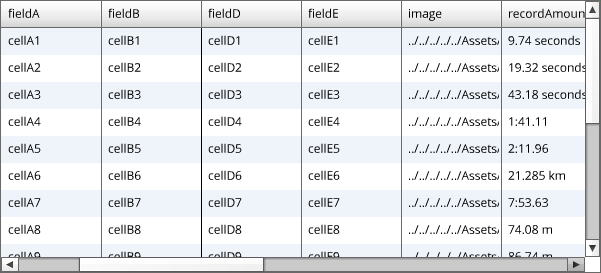 fieldA fieldB fieldD fieldE image recordAmoun
cellA1 cellB1 cellD1 cellE1 ../../../../../Assets/ 9.74 seconds
cellA2 cellB2 cellD2 cellE2 ../../../../../Assets/ 19.32 seconds
cellA3 cellB3 cellD3 cellE3 ../../../../../Assets/ 43.18 seconds
cellA4 cellB4 cellD4 cellE4 ../../../../../Assets/ 1:41.11
cellA5 cellB5 cellD5 cellE5 ../../../../../Assets/ 2:11.96
cellA6 cellB6 cellD6 cellE6 ../../../../../Assets/ 21.285 km
cellA7 cellB7 cellD7 cellE7 ../../../../../Assets/ 7:53.63
cellA8 cellB8 cellD8 cellE8 ../../../../../Assets/ 74.08 m
cellA9 cellB9 cellD9 cellE9 ../../../../../Assets/ 86.74 m